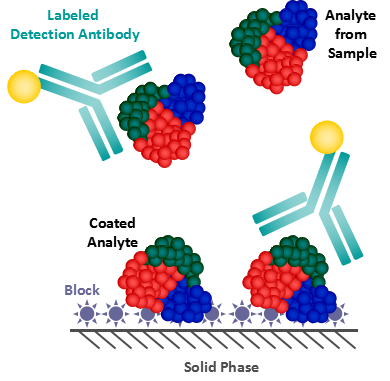 Labeled
Detection Antibody
Analyte
from
Sample
Coated
Analyte
Block
Solid Phase